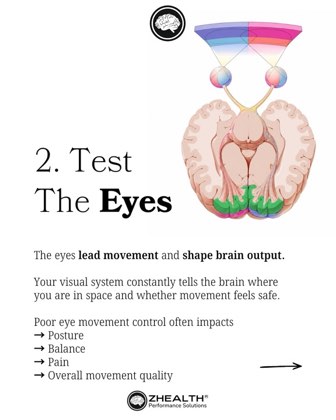 2. Test
The Eyes
The eyes lead movement and shape brain output.
Your visual system constantly tells the brain where
you are in space and whether movement feels safe.
Poor eye movement control often impacts
→ Posture
→ Balance
→ Pain
→ Overall movement quality
ZHEALTH®
Performance Solutions